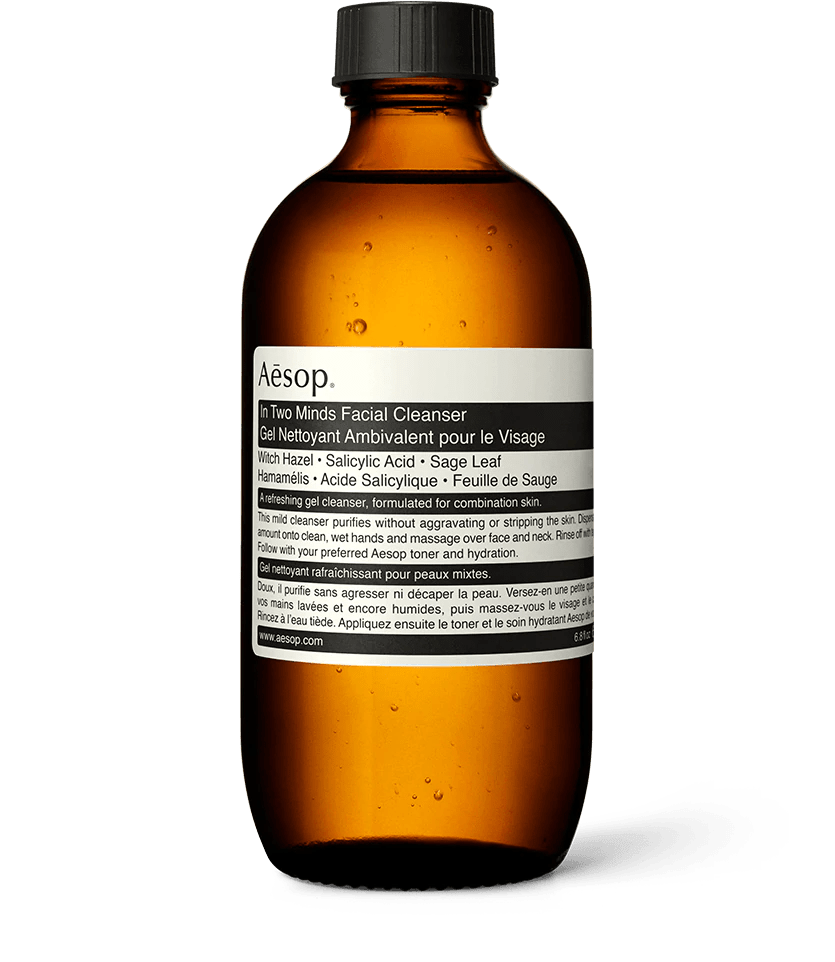 Aēsop®
In Two Minds Facial Cleanser
Gel Nettoyant Ambivalent pour le Visage
Witch Hazel • Salicylic Acid • Sage Leaf
Hamamélis • Acide Salicylique • Feuille de Sauge
A refreshing gel cleanser, formulated for combination skin.
This mild cleanser purifies without aggravating or stripping the skin.
amount onto clean, wet hands and massage over face and neck. Rinse off with
Follow with your preferred Aesop toner and hydration.
Gel nettoyant rafraîchissant pour peaux mixtes.
Doux, il purifie sans agresser ni décaper la peau. Versez-en une petite
vos mains lavées et encore humides, puis massez-vous le visage et le
Rincez à l'eau tiède. Appliquez ensuite le toner et le soin hydratant Aesop de
www.aesop.com 6.8 fl oz